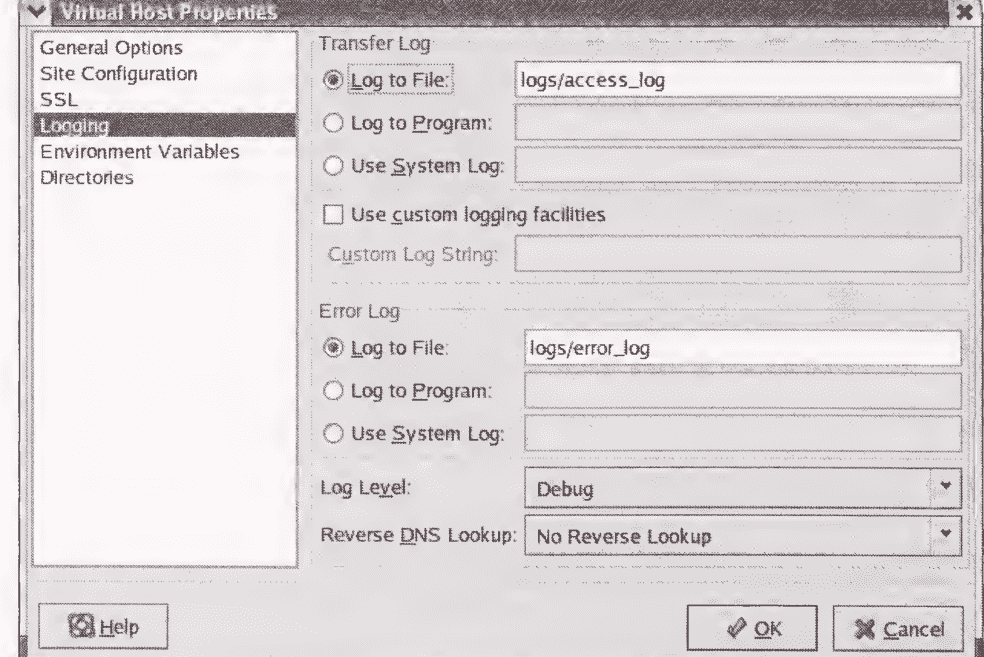 Virtual Host Properties
General Options
Site Configuration
SSL
Logging
Environment Variables
Directories
Transfer Log
Log to File: logs/access_log
Log to Program:
Use System Log:
Use custom logging facilities
Custom Log String:
Error Log
Log to File: logs/error_log
Log to Program:
Use System Log:
Log Level: Debug
Reverse DNS Lookup: No Reverse Lookup
Help
OK
Cancel